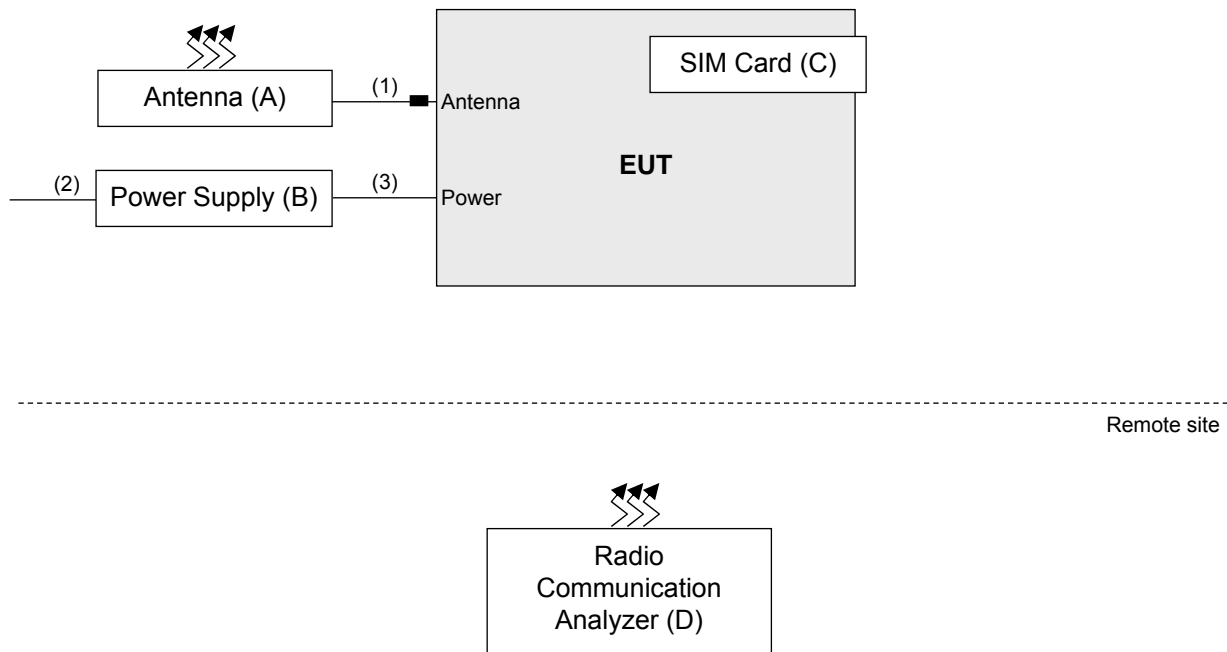 SIM Card (C)
Antenna (A)
(1)
Antenna
EUT
(2)
Power Supply (B)
(3)
Power
Remote site
Radio
Communication
Analyzer (D)